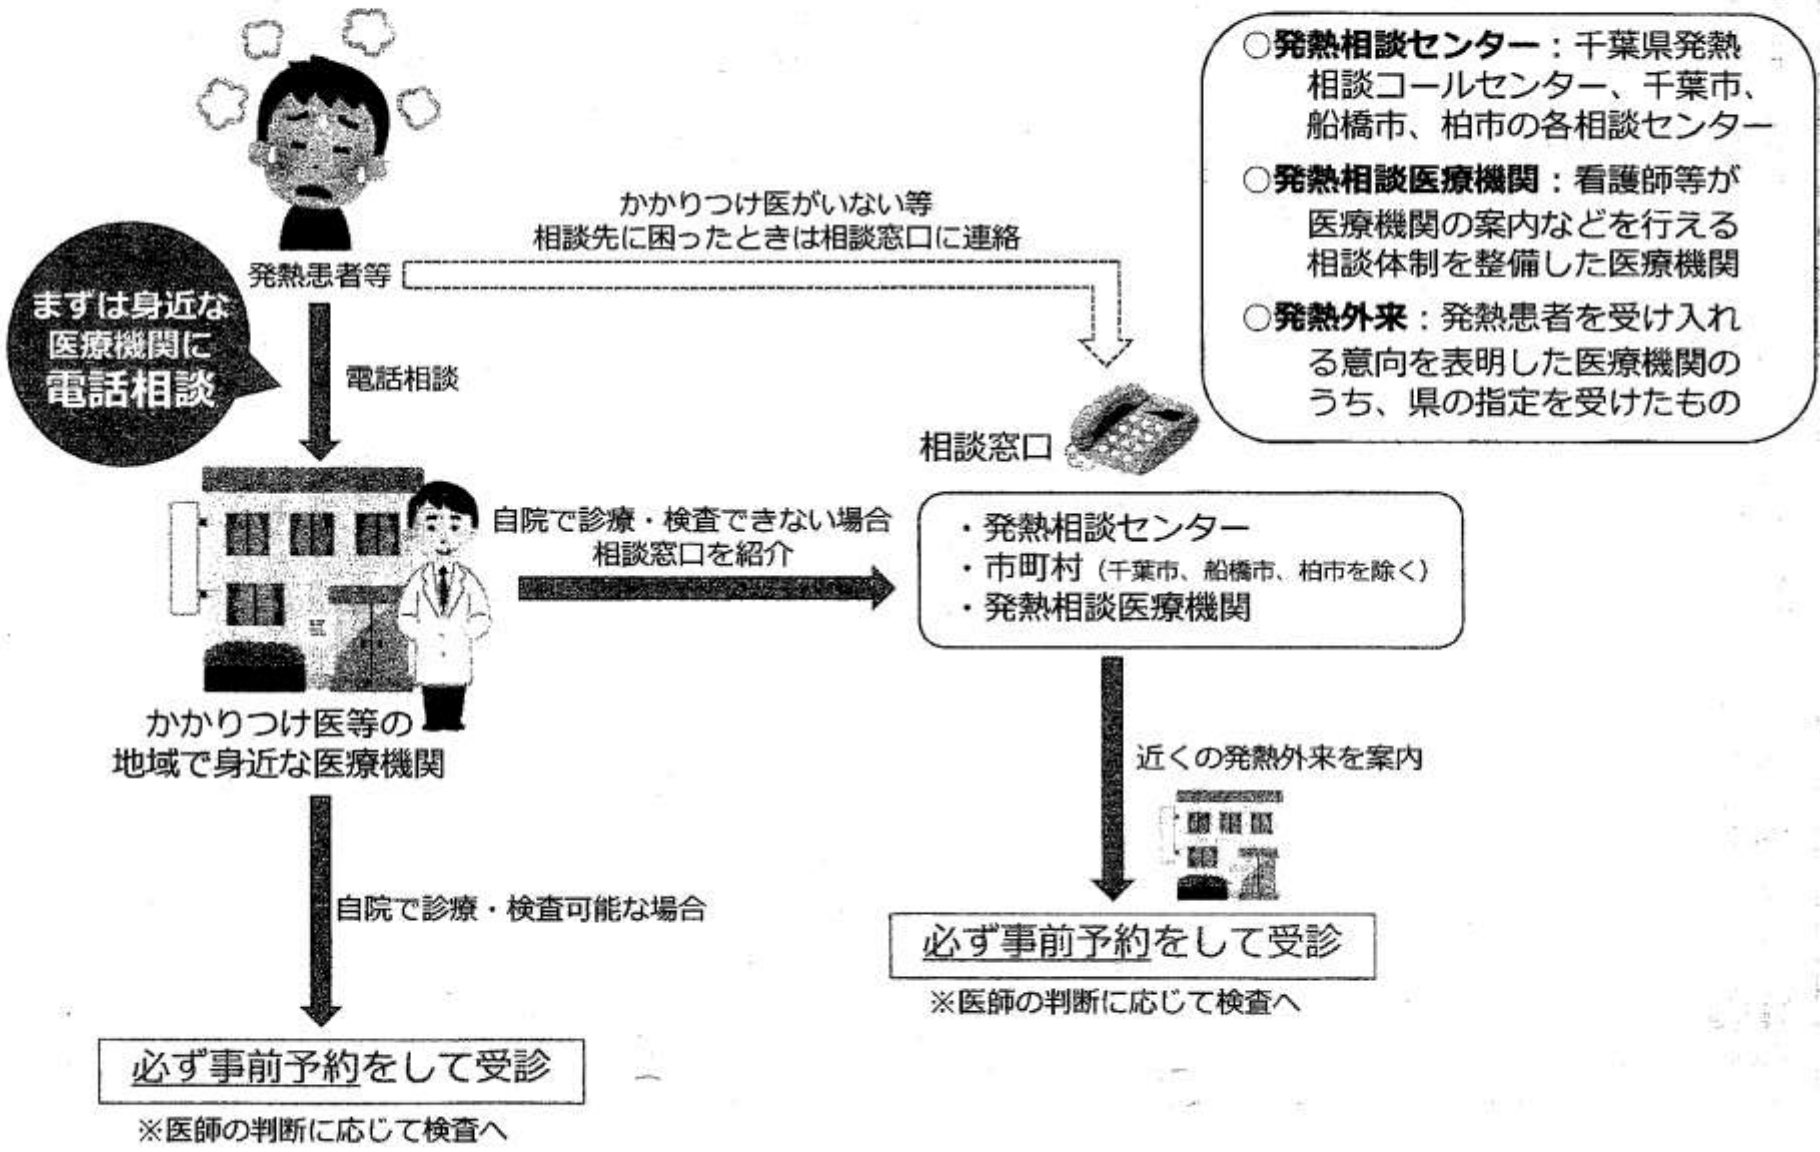 ○発熱相談センター：千葉県発熱
相談コールセンター、千葉市、
船橋市、柏市の各相談センター
○発熱相談医療機関：看護師等が
医療機関の案内などを行える
相談体制を整備した医療機関
○発熱外来：発熱患者を受け入れ
る意向を表明した医療機関の
うち、県の指定を受けたもの
かかりつけ医がいない等
相談先に困ったときは相談窓口に連絡
発熱患者等
まずは身近な
医療機関に
電話相談
電話相談
相談窓口
自院で診療・検査できない場合
相談窓口を紹介
・発熱相談センター
・市町村（千葉市、船橋市、柏市を除く）
・発熱相談医療機関
かかりつけ医等の
地域で身近な医療機関
近くの発熱外来を案内
自院で診療・検査可能な場合
必ず事前予約をして受診
※医師の判断に応じて検査へ
必ず事前予約をして受診
※医師の判断に応じて検査へ